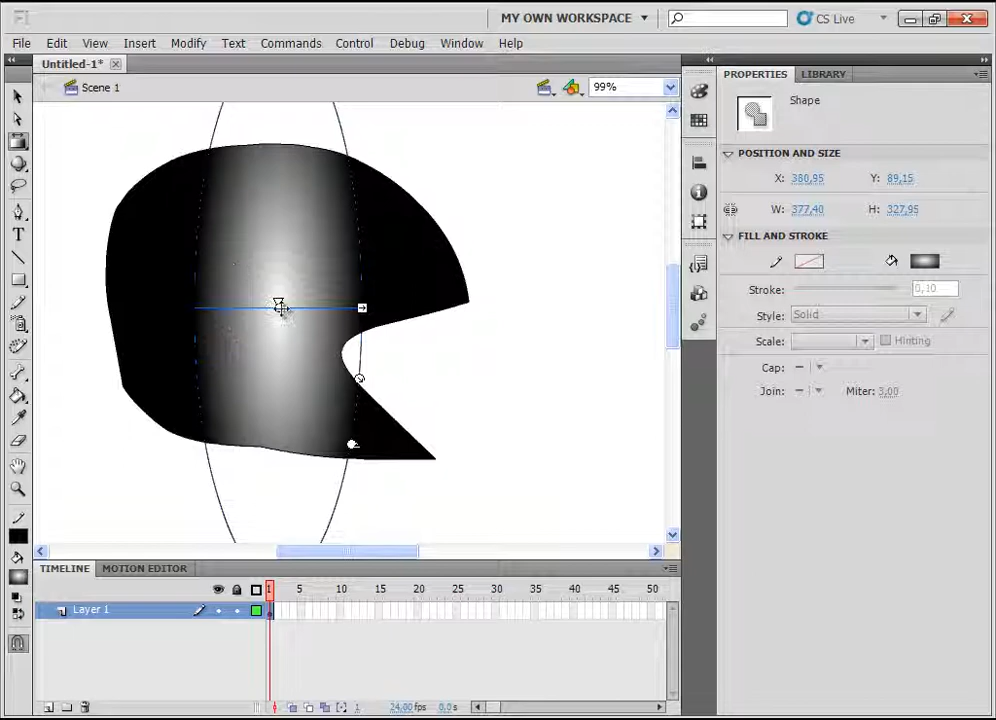 Fl MY OWN WORKSPACE CS Live
File Edit View Insert Modify Text Commands Control Debug Window Help
Untitled-1*
Scene 1 99%
PROPERTIES LIBRARY
Shape
POSITION AND SIZE
X: 380,95 Y: 89,15
W: 377,40 H: 327,95
FILL AND STROKE
Stroke: 0,10
Style: Solid
Scale: Hinting
Cap:
Join: Miter: 3,00
T
TIMELINE MOTION EDITOR
1 5 10 15 20 25 30 35 40 45 50
Layer 1
1 24,00 fps 0,0 s